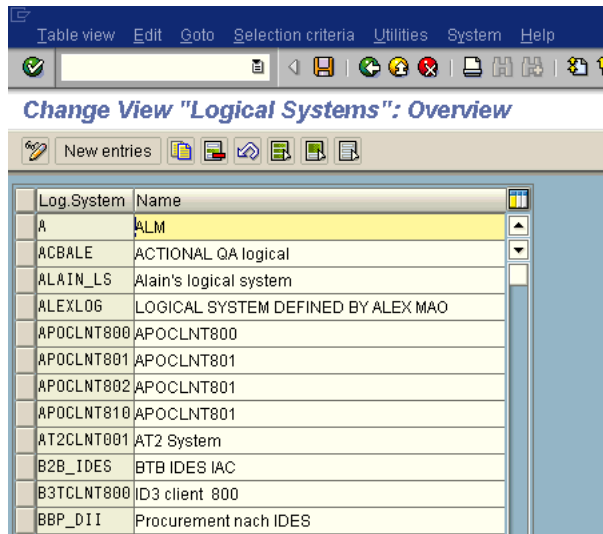 Table view Edit Goto Selection criteria Utilities System Help
Change View "Logical Systems": Overview
New entries
Log.System Name
A ALM
ACBALE ACTIONAL QA logical
ALAIN_LS Alain's logical system
ALEXLOG LOGICAL SYSTEM DEFINED BY ALEX MAO
APOCLNT800 APOCLNT800
APOCLNT801 APOCLNT801
APOCLNT802 APOCLNT801
APOCLNT810 APOCLNT801
AT2CLNT001 AT2 System
B2B_IDES BTB IDES IAC
B3TCLNT800 ID3 client 800
BBP_DII Procurement nach IDES